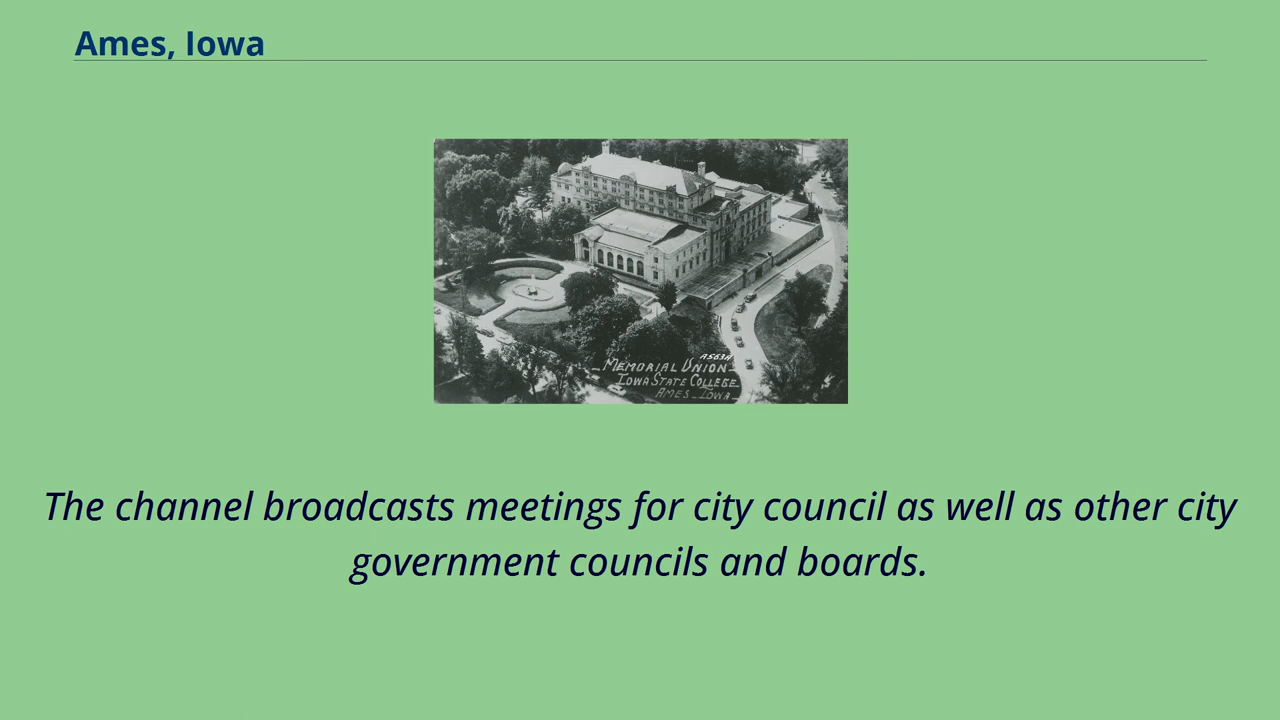 Ames, Iowa
A563A
MEMORIAL UNION
IOWA STATE COLLEGE
AMES - IOWA
The channel broadcasts meetings for city council as well as other city
government councils and boards.